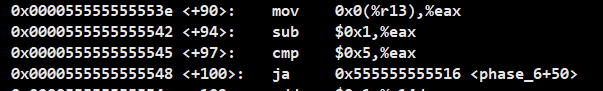 0x000055555555553e <+90>: mov 0x0(%r13),%eax
0x0000555555555542 <+94>: sub $0x1,%eax
0x0000555555555545 <+97>: cmp $0x5,%eax
0x0000555555555548 <+100>: ja 0x555555555516 <phase_6+50>